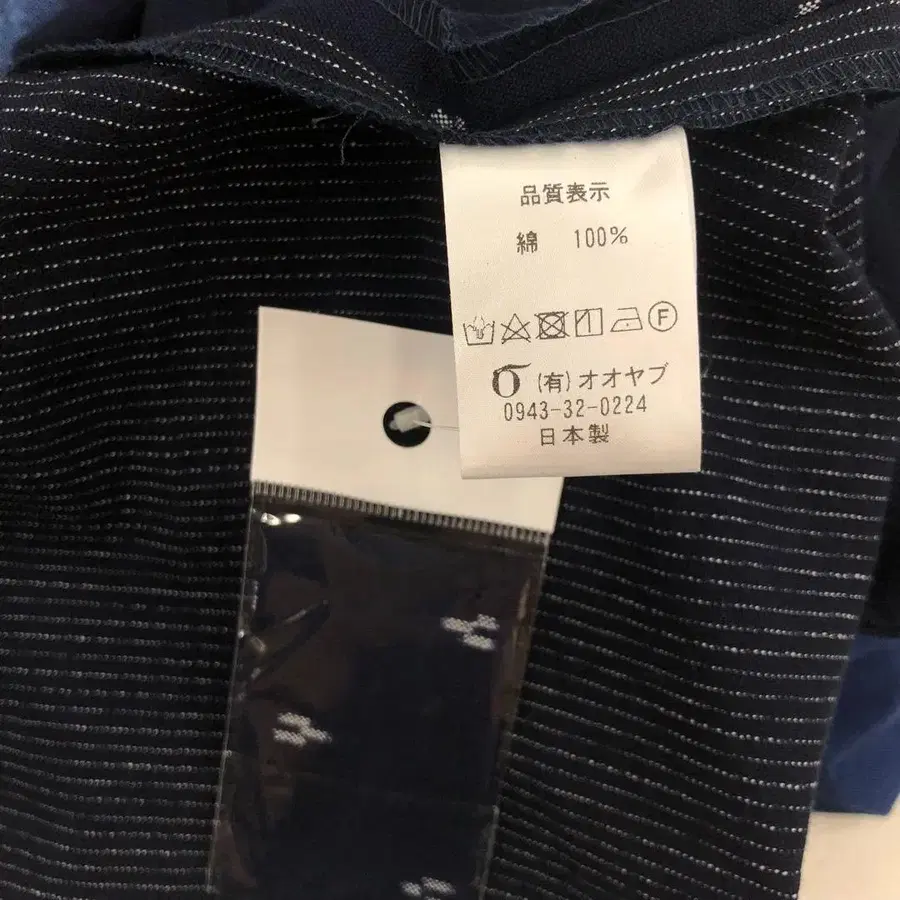 品質表示
綿 100%
F
(有)オオヤブ
0943-32-0224
日本製